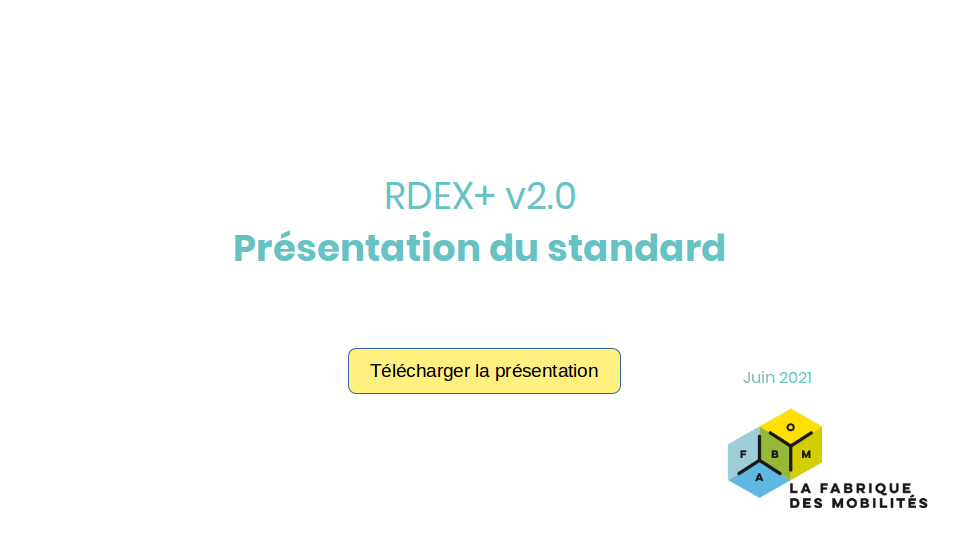 RDEX+ v2.0
Présentation du standard
Télécharger la présentation
Juin 2021
O
F B M
A
LA FABRIQUE
DES MOBILITÉS